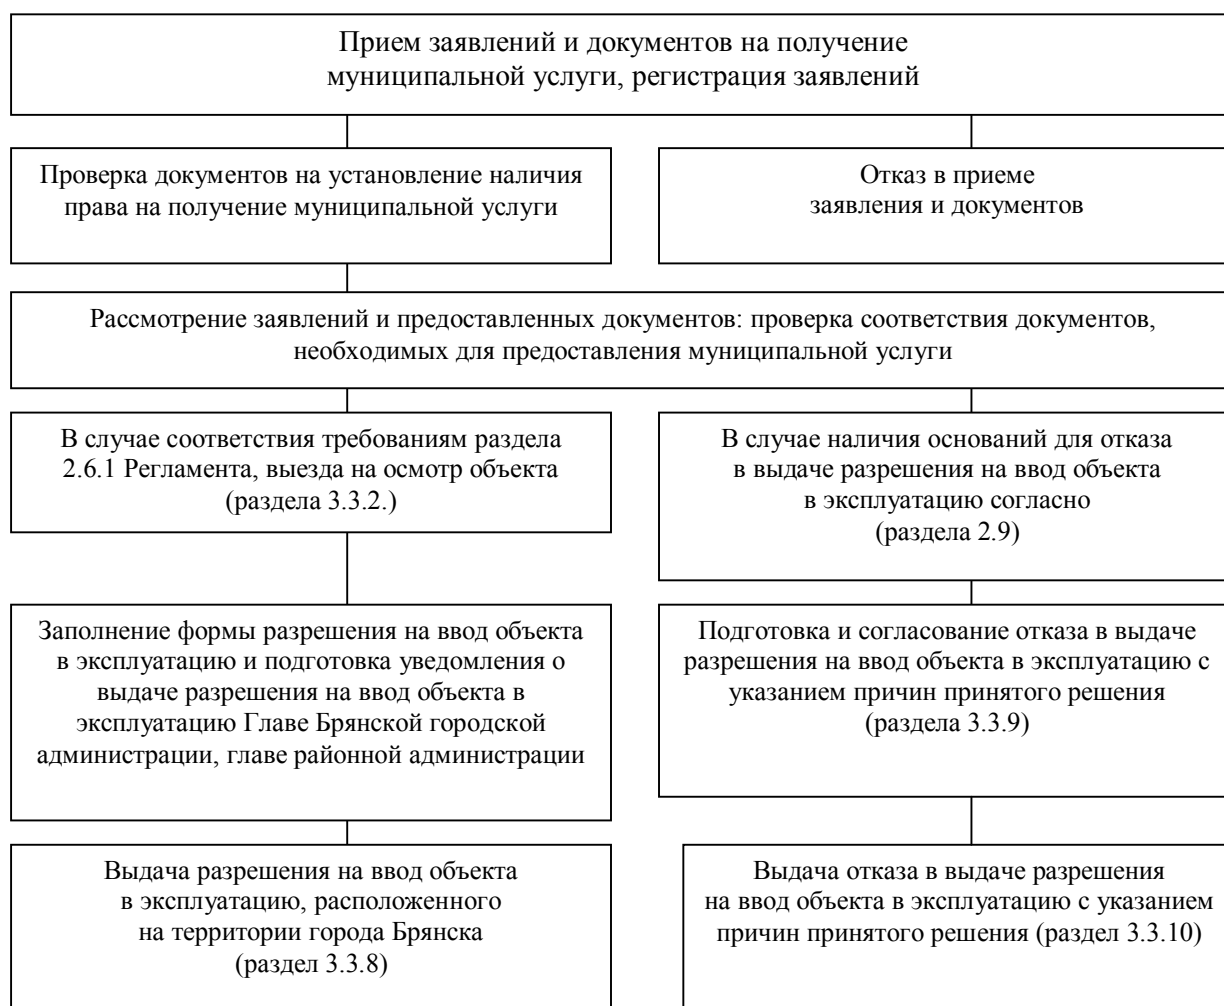 Прием заявлений и документов на получение
муниципальной услуги, регистрация заявлений
Проверка документов на установление наличия
права на получение муниципальной услуги
Отказ в приеме
заявления и документов
Рассмотрение заявлений и предоставленных документов: проверка соответствия документов,
необходимых для предоставления муниципальной услуги
В случае соответствия требованиям раздела
2.6.1 Регламента, выезда на осмотр объекта
(раздела 3.3.2.)
В случае наличия оснований для отказа
в выдаче разрешения на ввод объекта
в эксплуатацию согласно
(раздела 2.9)
Заполнение формы разрешения на ввод объекта
в эксплуатацию и подготовка уведомления о
выдаче разрешения на ввод объекта в
эксплуатацию Главе Брянской городской
администрации, главе районной администрации
Подготовка и согласование отказа в выдаче
разрешения на ввод объекта в эксплуатацию с
указанием причин принятого решения
(раздела 3.3.9)
Выдача разрешения на ввод объекта
в эксплуатацию, расположенного
на территории города Брянска
(раздел 3.3.8)
Выдача отказа в выдаче разрешения
на ввод объекта в эксплуатацию с указанием
причин принятого решения (раздел 3.3.10)